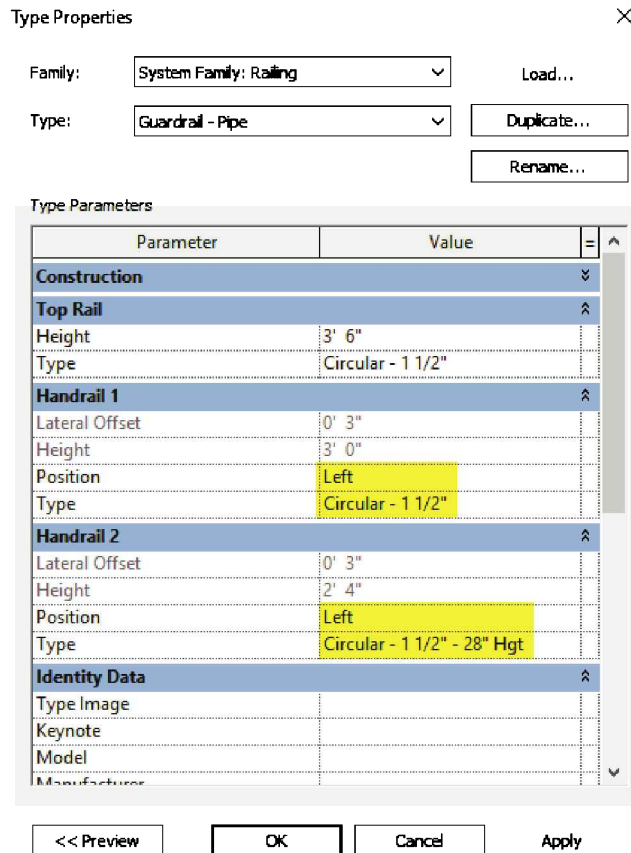 Type Properties
Family: System Family: Railing Load...
Type: Guardrail - Pipe Duplicate...
Rename...
Type Parameters
Parameter Value =
Construction
Top Rail
Height 3' 6"
Type Circular - 1 1/2"
Handrail 1
Lateral Offset 0' 3"
Height 3' 0"
Position Left
Type Circular - 1 1/2"
Handrail 2
Lateral Offset 0' 3"
Height 2' 4"
Position Left
Type Circular - 1 1/2" - 28" Hgt
Identity Data
Type Image
Keynote
Model
Manufacturer
<< Preview OK Cancel Apply